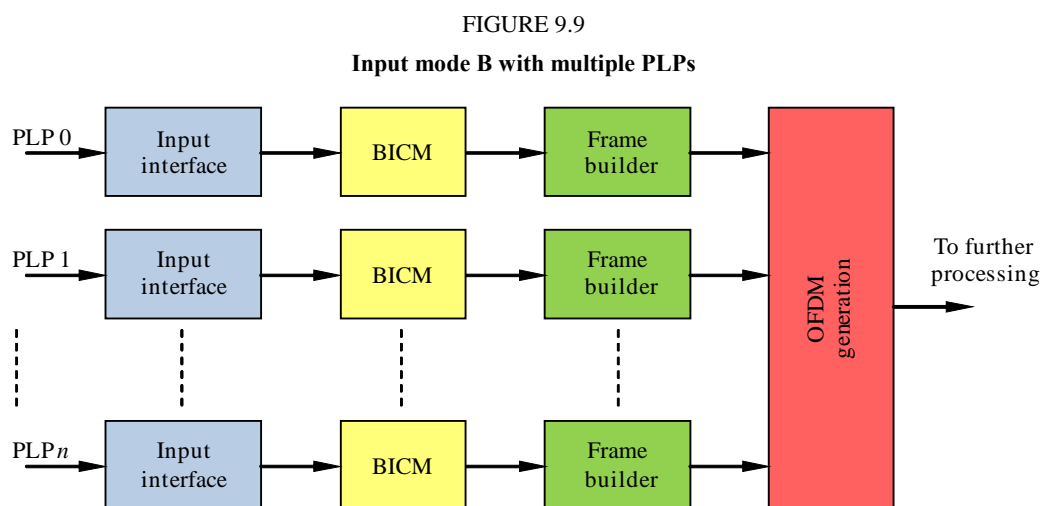 FIGURE 9.9
Input mode B with multiple PLPs
PLP 0
Input
interface
BICM
Frame
builder
PLP 1
Input
interface
BICM
Frame
builder
OFDM
generation
To further
processing
PLP n
Input
interface
BICM
Frame
builder